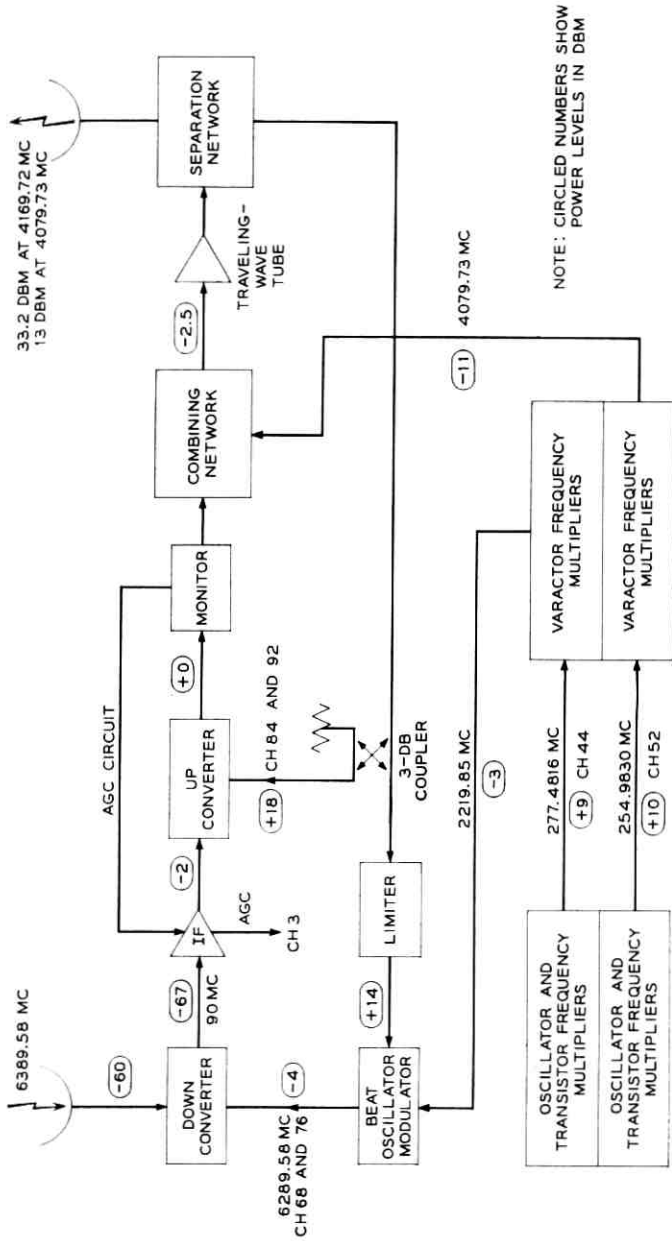 6389.58 MC
-60
DOWN
CONVERTER
-67
90 MC
IF
AGC
CH 3
-2
AGC CIRCUIT
UP
CONVERTER
+0
MONITOR
COMBINING
NETWORK
-2.5
TRAVELING-
WAVE
TUBE
SEPARATION
NETWORK
33.2 DBM AT 4169.72 MC
13 DBM AT 4079.73 MC
+18
CH 84 AND 92
3-DB
COUPLER
LIMITER
+14
BEAT
OSCILLATOR
MODULATOR
-4
6289.58 MC
CH 68 AND 76
2219.85 MC
-3
-11
4079.73 MC
OSCILLATOR AND
TRANSISTOR FREQUENCY
MULTIPLIERS
OSCILLATOR AND
TRANSISTOR FREQUENCY
MULTIPLIERS
277.4816 MC
+9 CH 44
254.9830 MC
+10 CH 52
VARACTOR FREQUENCY
MULTIPLIERS
VARACTOR FREQUENCY
MULTIPLIERS
NOTE: CIRCLED NUMBERS SHOW
POWER LEVELS IN DBM